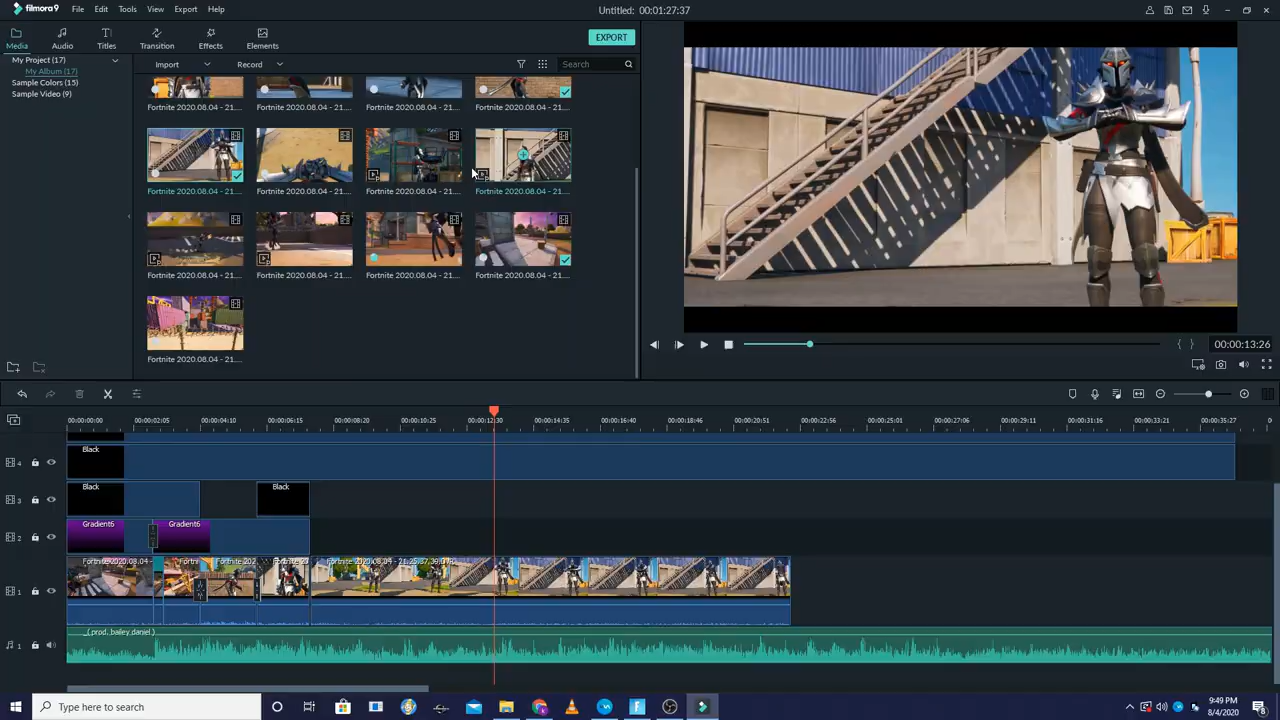 filmora9 File Edit Tools View Export Help
Untitled: 00:01:27:37
Media Audio Titles Transition Effects Elements
EXPORT
My Project (17)
My Album (17)
Sample Colors (15)
Sample Video (9)
Import Record Search
Fortnite 2020.08.04 - 21.... Fortnite 2020.08.04 - 21.... Fortnite 2020.08.04 - 21.... Fortnite 2020.08.04 - 21....
Fortnite 2020.08.04 - 21.... Fortnite 2020.08.04 - 21.... Fortnite 2020.08.04 - 21.... Fortnite 2020.08.04 - 21....
Fortnite 2020.08.04 - 21.... Fortnite 2020.08.04 - 21.... Fortnite 2020.08.04 - 21.... Fortnite 2020.08.04 - 21....
Fortnite 2020.08.04 - 21....
00:00:13:26
00:00:00:00 00:00:02:05 00:00:04:10 00:00:06:15 00:00:08:20 00:00:10:25 00:00:12:30 00:00:14:35 00:00:16:40 00:00:18:46 00:00:20:51 00:00:22:56 00:00:25:01 00:00:27:06 00:00:29:11 00:00:31:16 00:00:33:21 00:00:35:27
4 Black
3 Black Black
2 Gradient6 Gradient6
1 Fortnite 2020.08.04 -
1 _(prod. bailey daniel.)
Type here to search
9:49 PM
8/4/2020
8